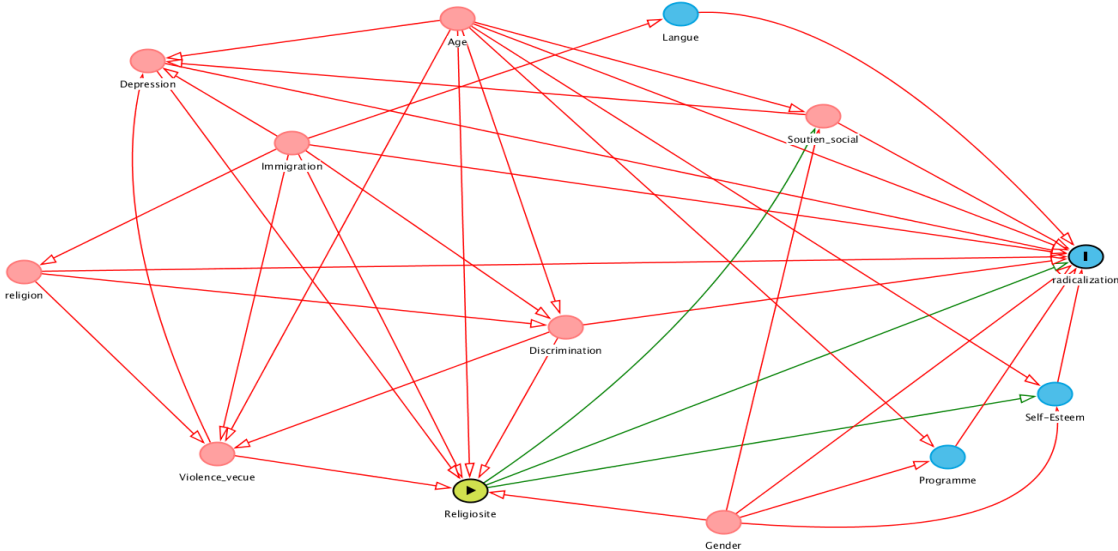 Langue
Age
Depression
Soutien_social
Immigration
radicalization
religion
Discrimination
Self-Esteem
Violence_vecue
Programme
Religiosite
Gender